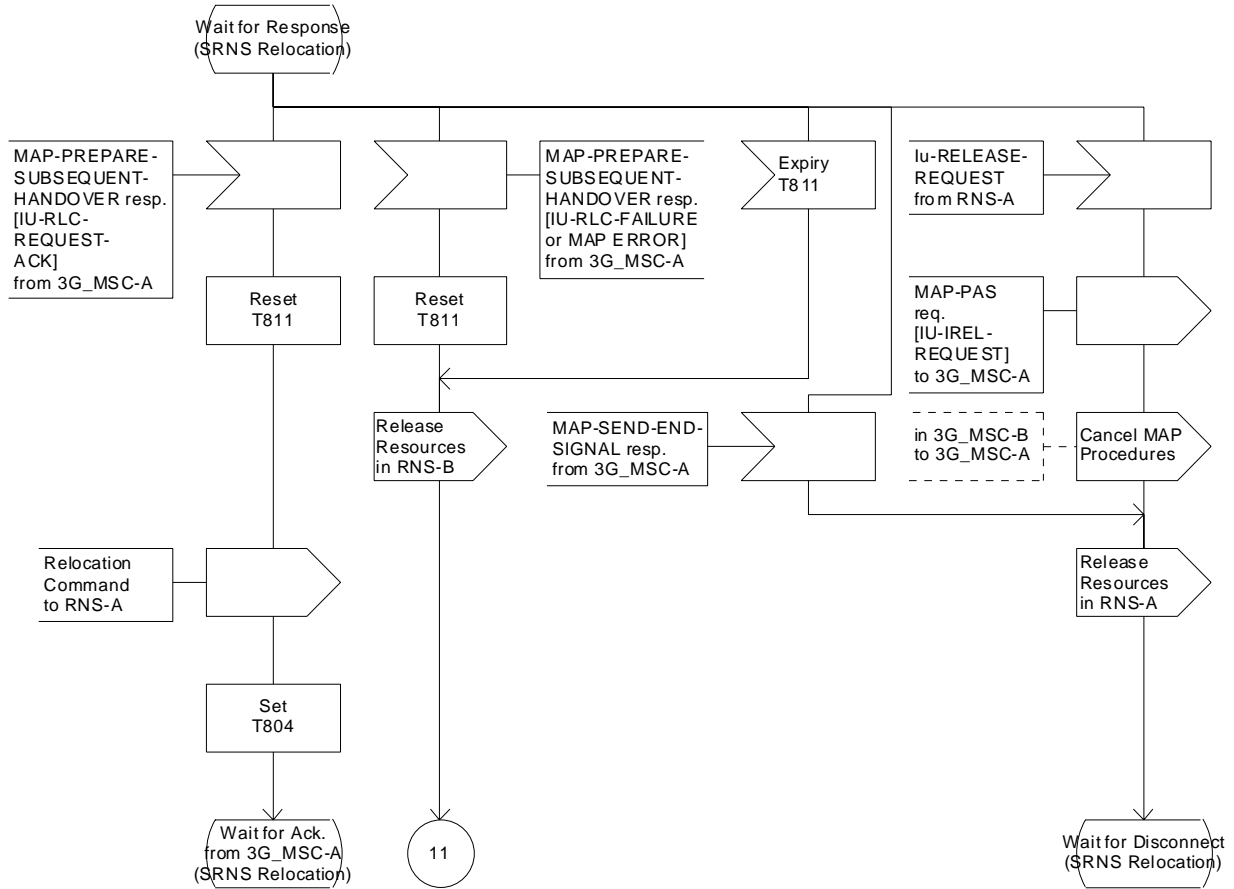 Wait for Response
(SRNS Relocation)
MAP-PREPARE-
SUBSEQUENT-
HANDOVER resp.
[IU-RLC-
REQUEST-
ACK]
from 3G_MSC-A
MAP-PREPARE-
SUBSEQUENT-
HANDOVER resp.
[IU-RLC-FAILURE
or MAP ERROR]
from 3G_MSC-A
Expiry
T811
Iu-RELEASE-
REQUEST
from RNS-A
Reset
T811
Reset
T811
MAP-PAS
req.
[IU-IREL-
REQUEST]
to 3G_MSC-A
Release
Resources
in RNS-B
MAP-SEND-END-
SIGNAL resp.
from 3G_MSC-A
in 3G_MSC-B
to 3G_MSC-A
Cancel MAP
Procedures
Relocation
Command
to RNS-A
Release
Resources
in RNS-A
Set
T804
Wait for Ack.
from 3G_MSC-A
(SRNS Relocation)
11
Wait for Disconnect
(SRNS Relocation)